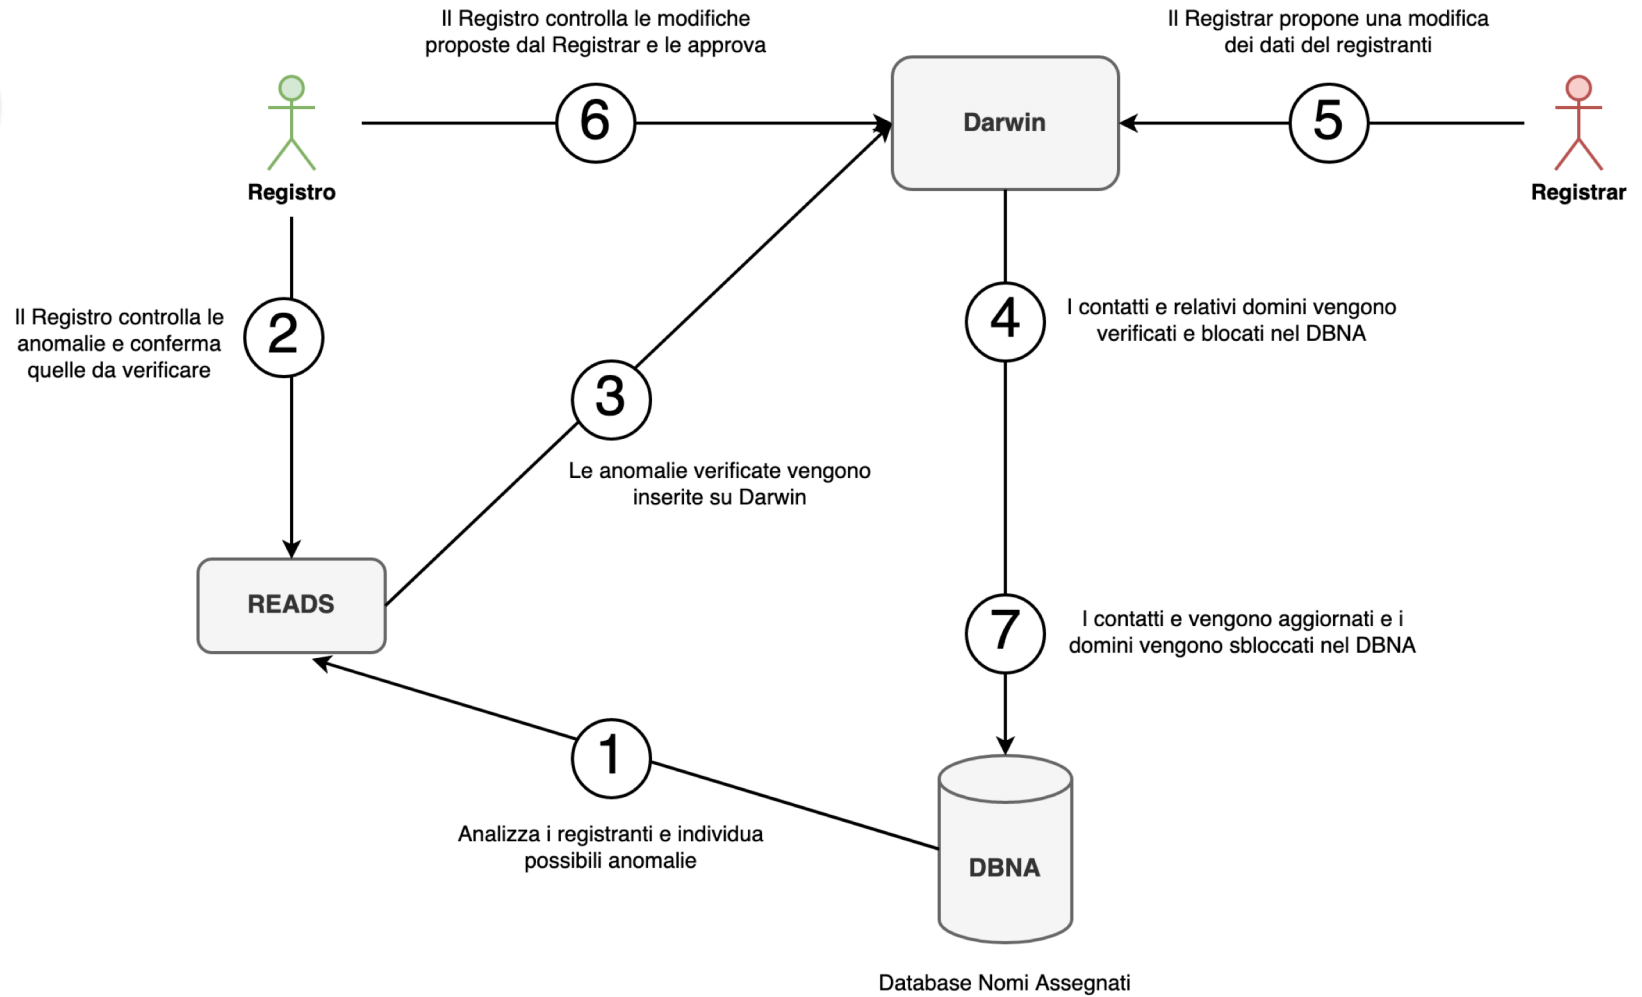 Il Registro controlla le modifiche
proposte dal Registrar e le approva
Il Registrar propone una modifica
dei dati del registranti
6
Darwin
5
Registro
Registrar
Il Registro controlla le
anomalie e conferma
quelle da verificare
2
4
I contatti e relativi domini vengono
verificati e blocati nel DBNA
3
Le anomalie verificate vengono
inserite su Darwin
READS
7
I contatti e vengono aggiornati e i
domini vengono sbloccati nel DBNA
1
Analizza i registranti e individua
possibili anomalie
DBNA
Database Nomi Assegnati